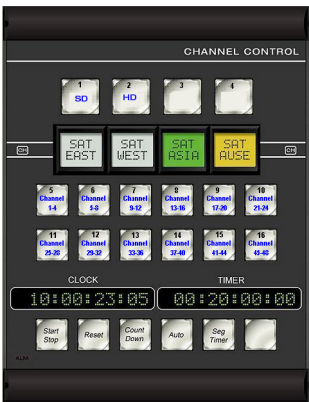 CHANNEL CONTROL
1 2 3 4
SD HD
SAT SAT SAT SAT
EAST WEST ASIA AUSE
CH CH
5 6 7 8 9 10
Channel Channel Channel Channel Channel Channel
1-4 5-8 9-12 13-16 17-20 21-24
11 12 13 14 15 16
Channel Channel Channel Channel Channel Channel
25-28 29-32 33-36 37-40 41-44 45-48
CLOCK TIMER
10:00:23:05 00:20:00:00
Start Reset Count Auto Seg
Stop Down Timer